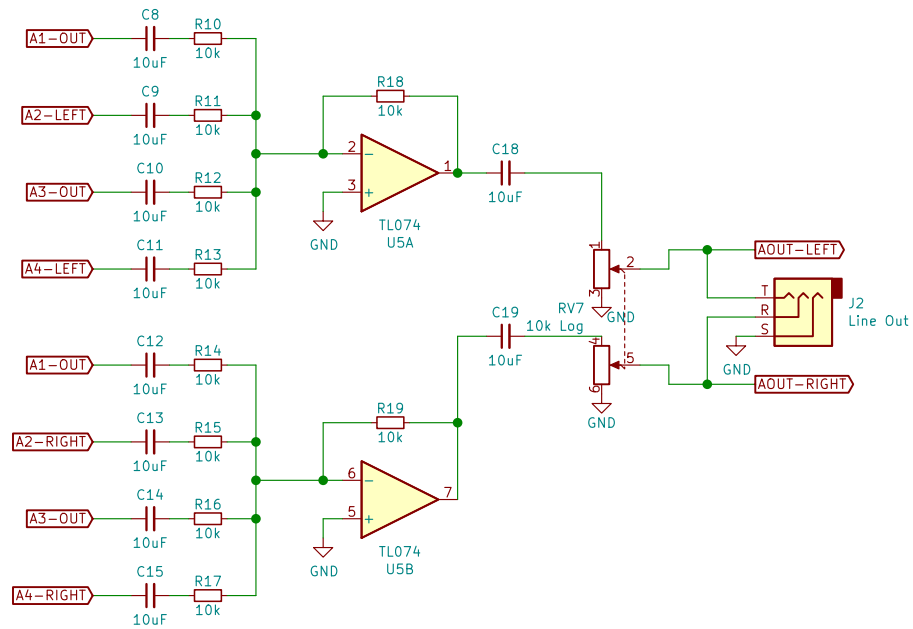 C8
A1-OUT
R10
10uF
10k
C9
A2-LEFT
R11
10uF
10k
C10
A3-OUT
R12
10uF
10k
C11
A4-LEFT
R13
10uF
10k
R18
10k
2
-
3
+
1
GND
TL074
U5A
C18
10uF
1
2
3
GND
RV7
10k Log
4
5
6
GND
C19
10uF
AOUT-LEFT
T
R
S
J2
Line Out
GND
AOUT-RIGHT
C12
A1-OUT
R14
10uF
10k
C13
A2-RIGHT
R15
10uF
10k
C14
A3-OUT
R16
10uF
10k
C15
A4-RIGHT
R17
10uF
10k
R19
10k
6
-
5
+
7
GND
TL074
U5B